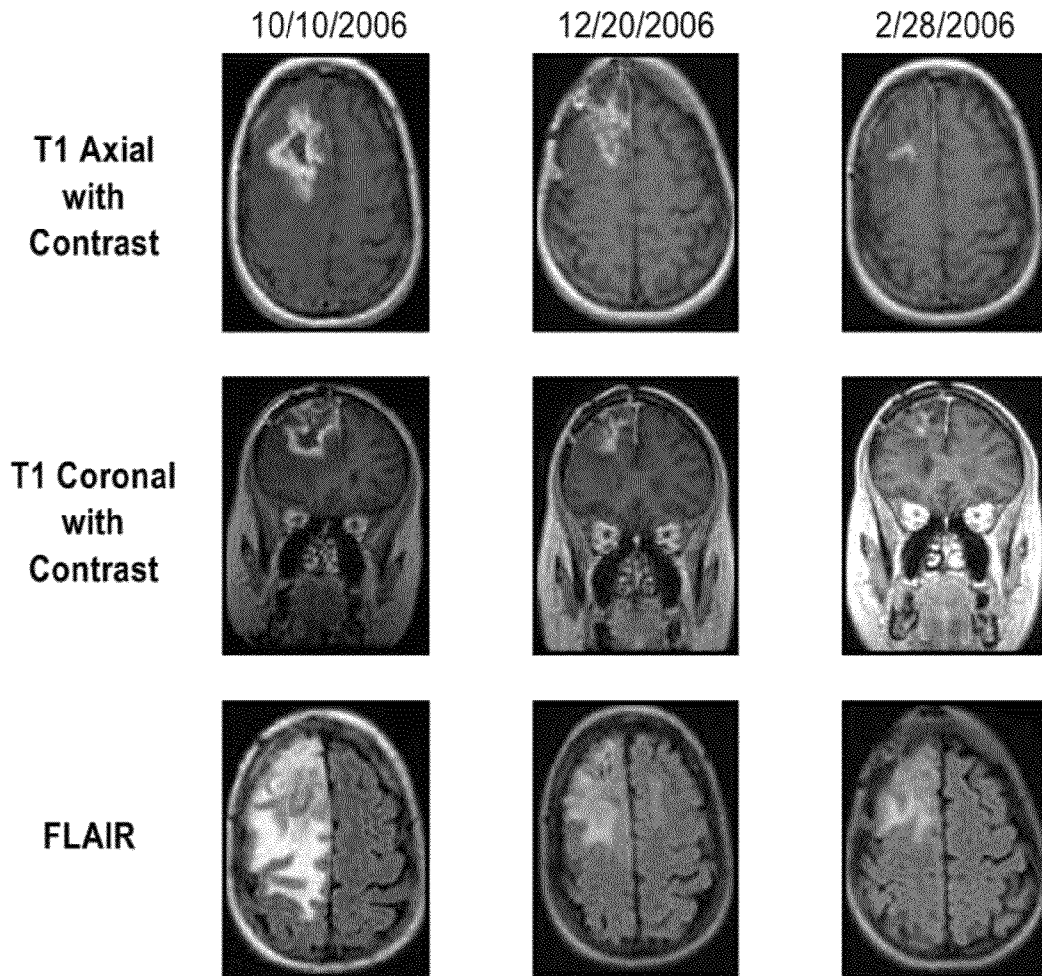 10/10/2006 12/20/2006 2/28/2006
T1 Axial
with
Contrast
T1 Coronal
with
Contrast
FLAIR